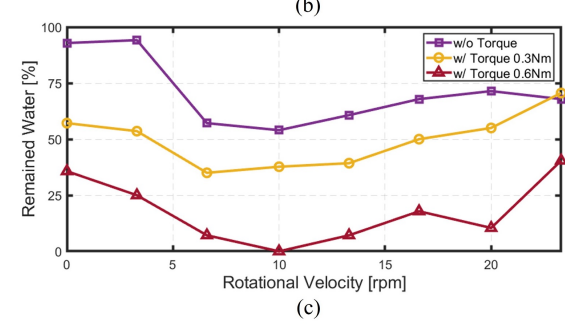 (b)
100
75
50
25
0
0
5
10
15
20
Remained Water [%]
Rotational Velocity [rpm]
w/o Torque
w/ Torque 0.3Nm
w/ Torque 0.6Nm
(c)